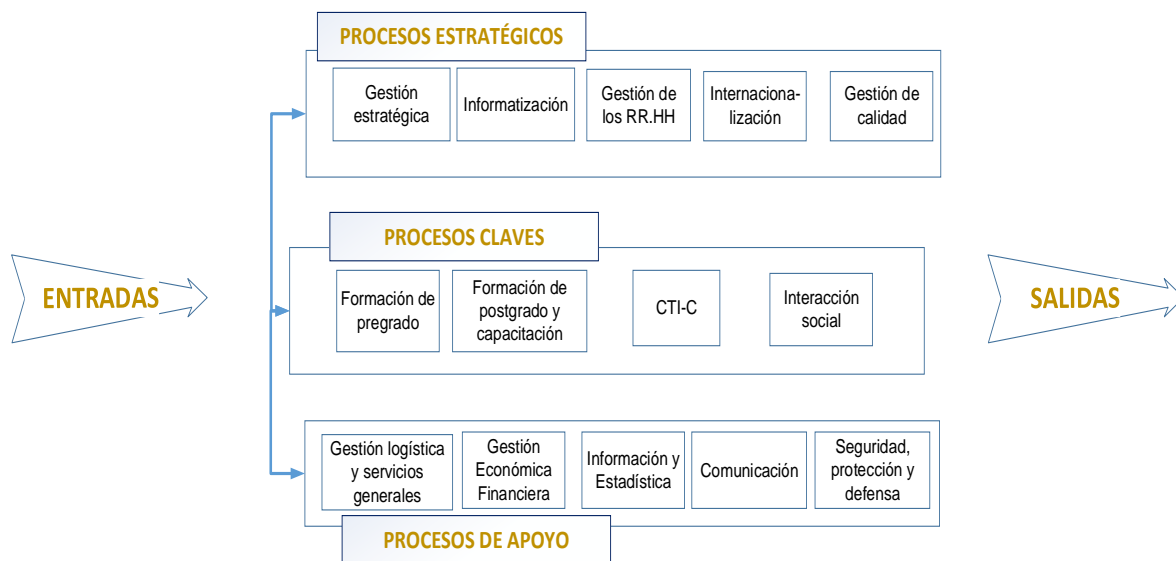 PROCESOS ESTRATÉGICOS
Gestión
estratégica
Informatización
Gestión de
los RR.HH
Internaciona-
lización
Gestión de
calidad
PROCESOS CLAVES
ENTRADAS
Formación de
pregrado
Formación de
postgrado y
capacitación
CTI-C
Interacción
social
SALIDAS
Gestión logística
y servicios
generales
Gestión
Económica
Financiera
Información y
Estadística
Comunicación
Seguridad,
protección y
defensa
PROCESOS DE APOYO